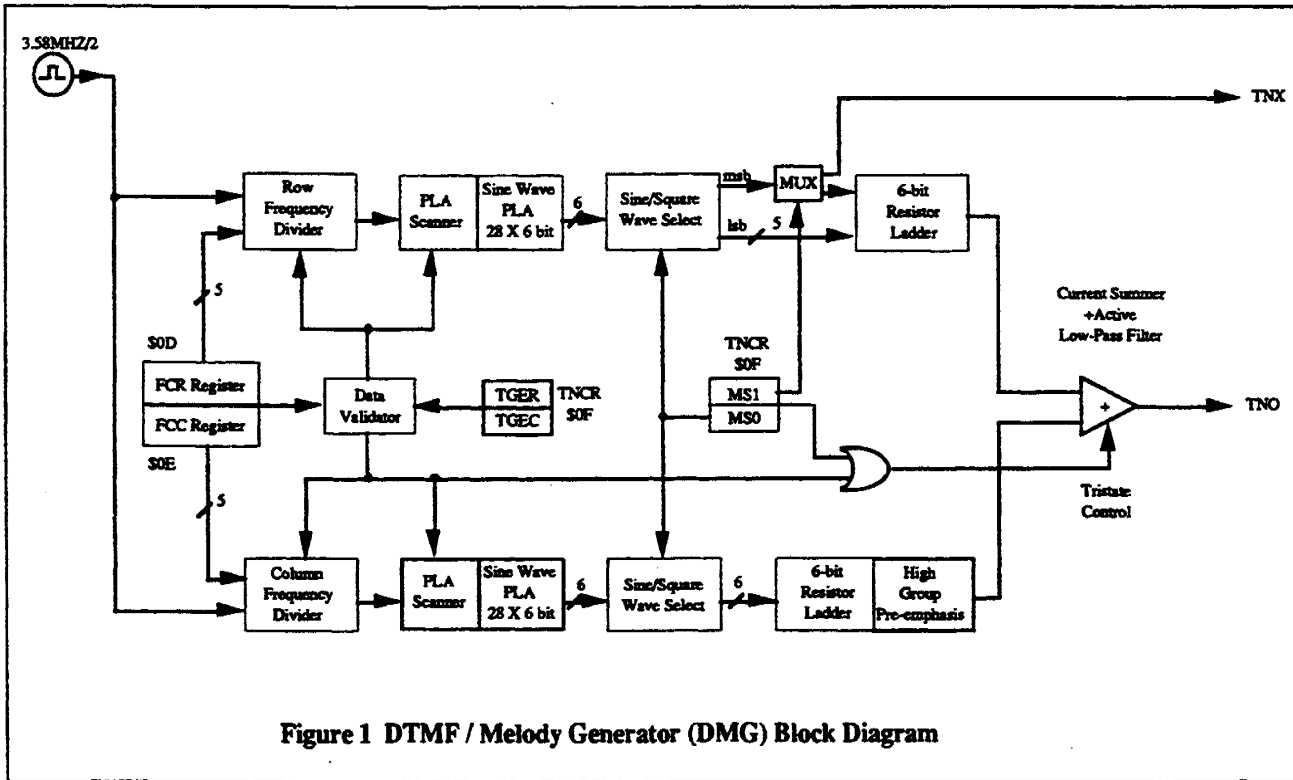 3.58MHZ/2
TNX
Row
Frequency
Divider
PLA
Scanner
Sine Wave
PLA
28 X 6 bit
6
Sine/Square
Wave Select
msb
lsb
5
MUX
6-bit
Resistor
Ladder
5
Current Summer
+Active
Low-Pass Filter
$0D
FCR Register
FCC Register
$0E
Data
Validator
TGER
TGEC
TNCR
$0F
TNCR
$0F
MS1
MS0
+
TNO
Tristate
Control
5
Column
Frequency
Divider
PLA
Scanner
Sine Wave
PLA
28 X 6 bit
6
Sine/Square
Wave Select
6
6-bit
Resistor
Ladder
High
Group
Pre-emphasis
Figure 1 DTMF / Melody Generator (DMG) Block Diagram